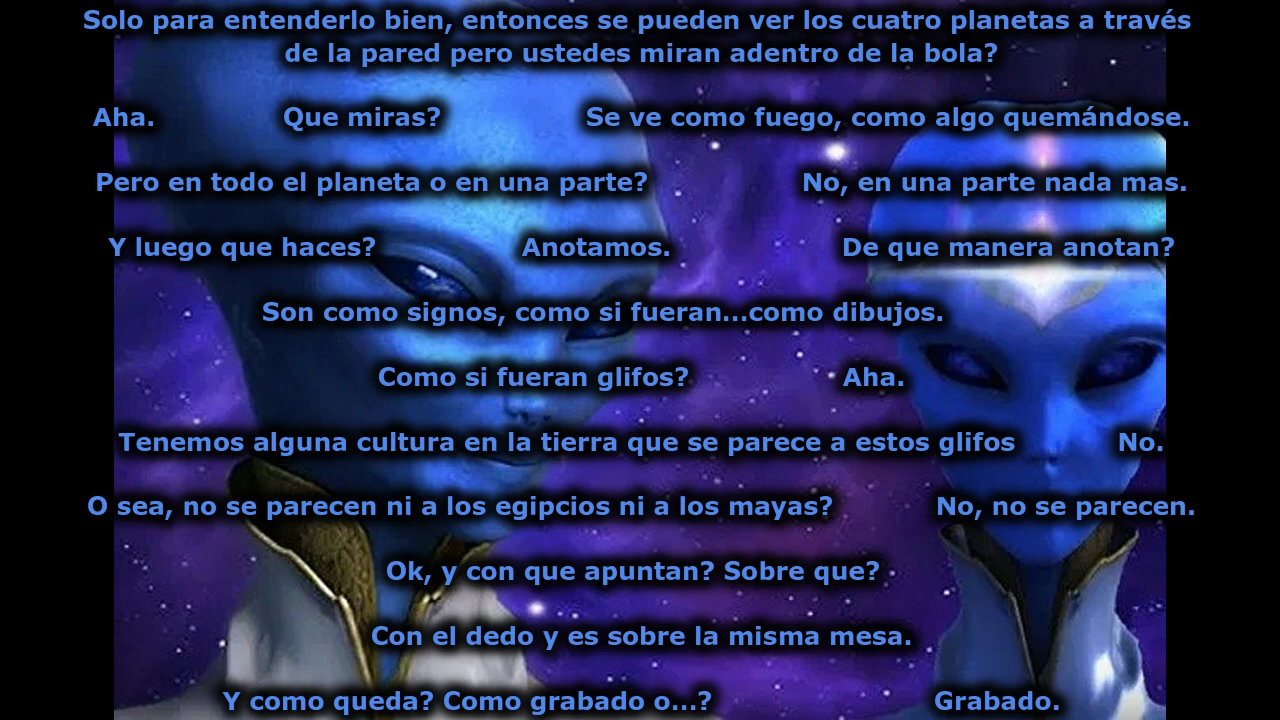 Solo para entenderlo bien, entonces se pueden ver los cuatro planetas a través
de la pared pero ustedes miran adentro de la bola?
Aha. Que miras? Se ve como fuego, como algo quemándose.
Pero en todo el planeta o en una parte? No, en una parte nada mas.
Y luego que haces? Anotamos. De que manera anotan?
Son como signos, como si fueran...como dibujos.
Como si fueran glifos? Aha.
Tenemos alguna cultura en la tierra que se parece a estos glifos No.
O sea, no se parecen ni a los egipcios ni a los mayas? No, no se parecen.
Ok, y con que apuntan? Sobre que?
Con el dedo y es sobre la misma mesa.
Y como queda? Como grabado o...? Grabado.